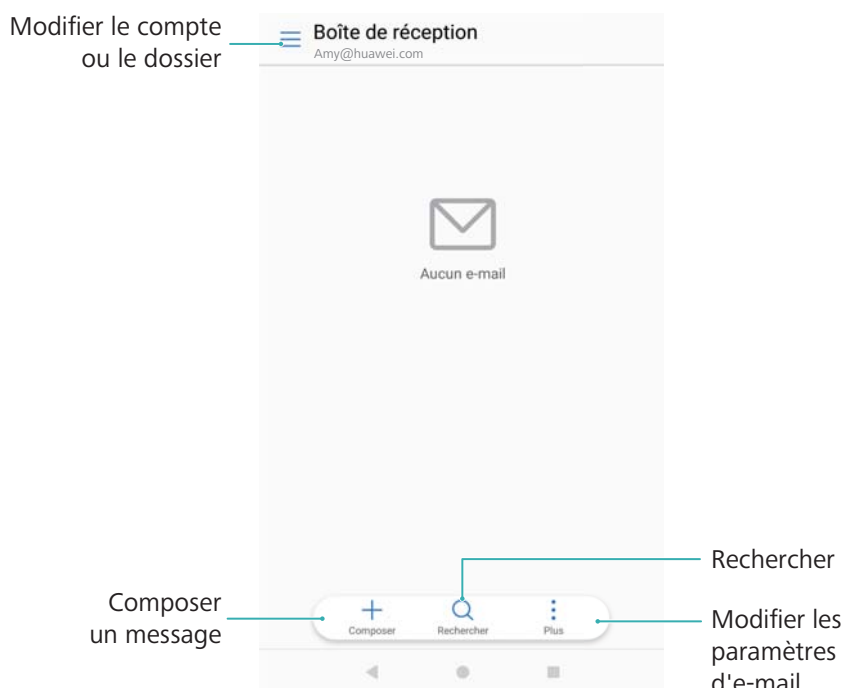 Modifier le compte
ou le dossier
Boîte de réception
Amy@huawei.com
Aucun e-mail
Rechercher
Composer
un message
Composer
Rechercher
Plus
Modifier les
paramètres
d'e-mail